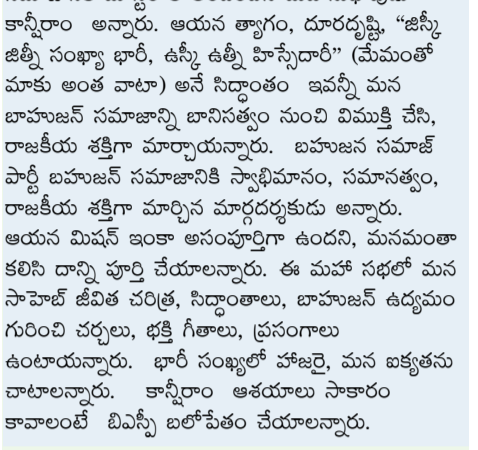 కాన్షీరాం అన్నారు. ఆయన త్యాగం, దూరదృష్టి, “జిస్కీ
జిత్నీ సంఖ్యా భారీ, ఉస్కీ ఉత్నీ హిస్సేదారీ” (మేమంతో
మాకు అంత వాటా) అనే సిద్ధాంతం ఇవన్నీ మన
బాహుజన్ సమాజాన్ని బానిసత్వం నుంచి విముక్తి చేసి,
రాజకీయ శక్తిగా మార్చాయన్నారు. బహుజన సమాజ్
పార్టీ బహుజన్ సమాజానికి స్వాభిమానం, సమానత్వం,
రాజకీయ శక్తిగా మార్చిన మార్గదర్శకుడు అన్నారు.
ఆయన మిషన్ ఇంకా అసంపూర్తిగా ఉందని, మనమంతా
కలిసి దాన్ని పూర్తి చేయాలన్నారు. ఈ మహా సభలో మన
సాహెబ్ జీవిత చరిత్ర, సిద్ధాంతాలు, బాహుజన్ ఉద్యమం
గురించి చర్చలు, భక్తి గీతాలు, ప్రసంగాలు
ఉంటాయన్నారు. భారీ సంఖ్యలో హాజరై, మన ఐక్యతను
చాటాలన్నారు. కాన్షీరాం ఆశయాలు సాకారం
కావాలంటే బిఎస్పీ బలోపేతం చేయాలన్నారు.